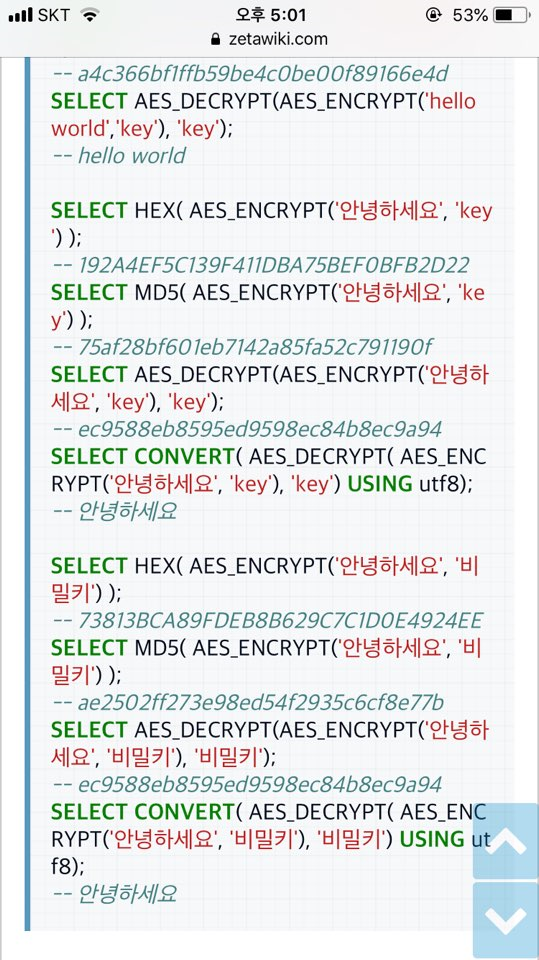 SKT 오후 5:01 53%
zetawiki.com
-- a4c366bf1ffb59be4c0be00f89166e4d
SELECT AES_DECRYPT(AES_ENCRYPT('hello
world','key'), 'key');
-- hello world
SELECT HEX( AES_ENCRYPT('안녕하세요', 'key
') );
-- 192A4EF5C139F411DBA75BEF0BFB2D22
SELECT MD5( AES_ENCRYPT('안녕하세요', 'ke
y') );
-- 75af28bf601eb7142a85fa52c791190f
SELECT AES_DECRYPT(AES_ENCRYPT('안녕하
세요', 'key'), 'key');
-- ec9588eb8595ed9598ec84b8ec9a94
SELECT CONVERT( AES_DECRYPT( AES_ENC
RYPT('안녕하세요', 'key'), 'key') USING utf8);
-- 안녕하세요
SELECT HEX( AES_ENCRYPT('안녕하세요', '비
밀키') );
-- 73813BCA89FDEB8B629C7C1D0E4924EE
SELECT MD5( AES_ENCRYPT('안녕하세요', '비
밀키') );
-- ae2502ff273e98ed54f2935c6cf8e77b
SELECT AES_DECRYPT(AES_ENCRYPT('안녕하
세요', '비밀키'), '비밀키');
-- ec9588eb8595ed9598ec84b8ec9a94
SELECT CONVERT( AES_DECRYPT( AES_ENC
RYPT('안녕하세요', '비밀키'), '비밀키') USING ut
f8);
-- 안녕하세요